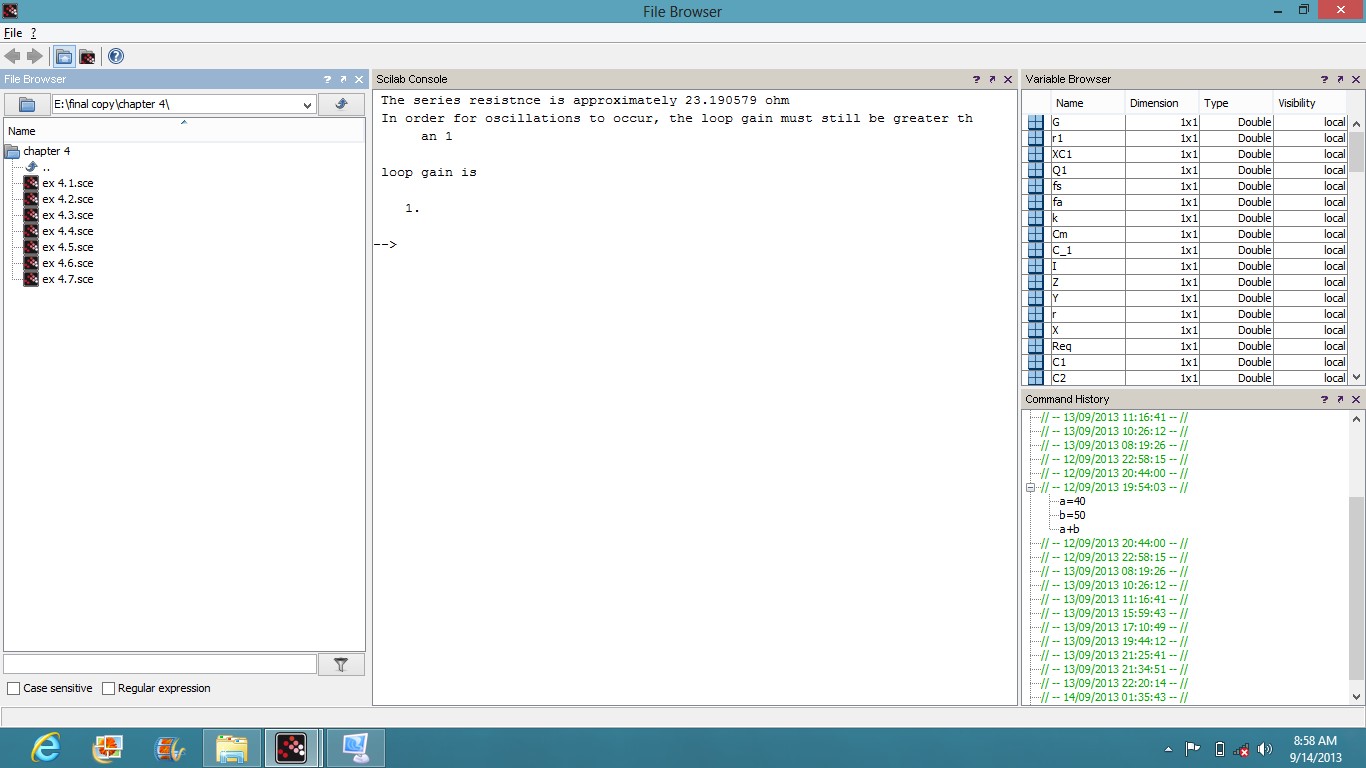 File Browser
File ?
File Browser ? ↗ ✕
E:\final copy\chapter 4\
Name
chapter 4
..
ex 4.1.sce
ex 4.2.sce
ex 4.3.sce
ex 4.4.sce
ex 4.5.sce
ex 4.6.sce
ex 4.7.sce
Case sensitive Regular expression
Scilab Console ? ↗ ✕
The series resistnce is approximately 23.190579 ohm
In order for oscillations to occur, the loop gain must still be greater th
an 1
loop gain is
1.
-->
Variable Browser ? ↗ ✕
Name Dimension Type Visibility
G 1x1 Double local
r1 1x1 Double local
XC1 1x1 Double local
Q1 1x1 Double local
fs 1x1 Double local
fa 1x1 Double local
k 1x1 Double local
Cm 1x1 Double local
C_1 1x1 Double local
I 1x1 Double local
Z 1x1 Double local
Y 1x1 Double local
r 1x1 Double local
X 1x1 Double local
Req 1x1 Double local
C1 1x1 Double local
C2 1x1 Double local
Command History ? ↗ ✕
// -- 13/09/2013 11:16:41 -- //
// -- 13/09/2013 10:26:12 -- //
// -- 13/09/2013 08:19:26 -- //
// -- 12/09/2013 22:58:15 -- //
// -- 12/09/2013 20:44:00 -- //
// -- 12/09/2013 19:54:03 -- //
a=40
b=50
a+b
// -- 12/09/2013 20:44:00 -- //
// -- 12/09/2013 22:58:15 -- //
// -- 13/09/2013 08:19:26 -- //
// -- 13/09/2013 10:26:12 -- //
// -- 13/09/2013 11:16:41 -- //
// -- 13/09/2013 15:59:43 -- //
// -- 13/09/2013 17:10:49 -- //
// -- 13/09/2013 19:44:12 -- //
// -- 13/09/2013 21:25:41 -- //
// -- 13/09/2013 21:34:51 -- //
// -- 13/09/2013 22:20:14 -- //
// -- 14/09/2013 01:35:43 -- //
8:58 AM
9/14/2013